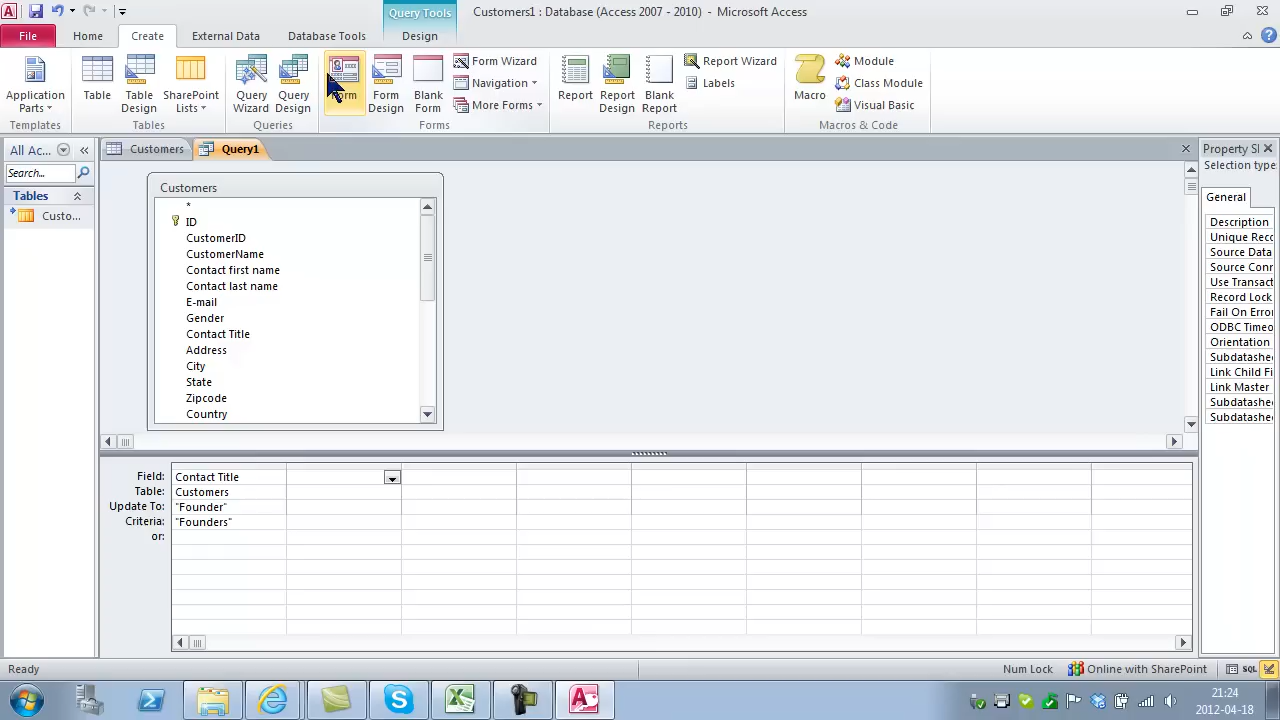 Query Tools
Customers1 : Database (Access 2007 - 2010) - Microsoft Access
File
Home
Create
External Data
Database Tools
Design
Application Parts
Table
Table Design
SharePoint Lists
Query Wizard
Query Design
Form
Form Design
Blank Form
Form Wizard
Navigation
More Forms
Report
Report Design
Blank Report
Report Wizard
Labels
Macro
Module
Class Module
Visual Basic
Templates
Tables
Queries
Forms
Reports
Macros & Code
All Ac...
Search...
Tables
Custo...
Customers
Query1
Customers
*
ID
CustomerID
CustomerName
Contact first name
Contact last name
E-mail
Gender
Contact Title
Address
City
State
Zipcode
Country
Field: Contact Title
Table: Customers
Update To: "Founder"
Criteria: "Founders"
or:
Property Sl
Selection type
General
Description
Unique Reco
Source Data
Source Conn
Use Transact
Record Lock
Fail On Error
ODBC Timeo
Orientation
Subdatashee
Link Child Fi
Link Master
Subdatashee
Subdatashee
Ready
Num Lock
Online with SharePoint
SQL
21:24
2012-04-18